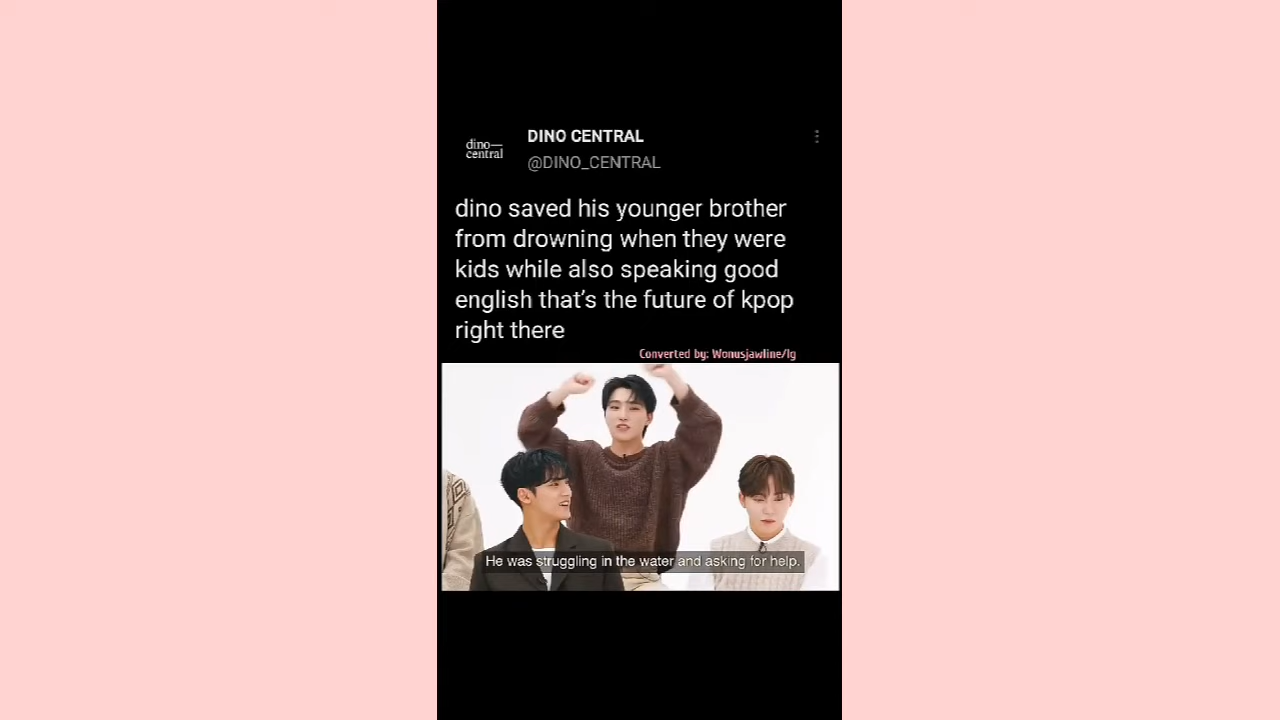 dino—
central
DINO CENTRAL
@DINO_CENTRAL
dino saved his younger brother
from drowning when they were
kids while also speaking good
english that’s the future of kpop
right there
Converted by: Wonusjawline/Ig
He was struggling in the water and asking for help.